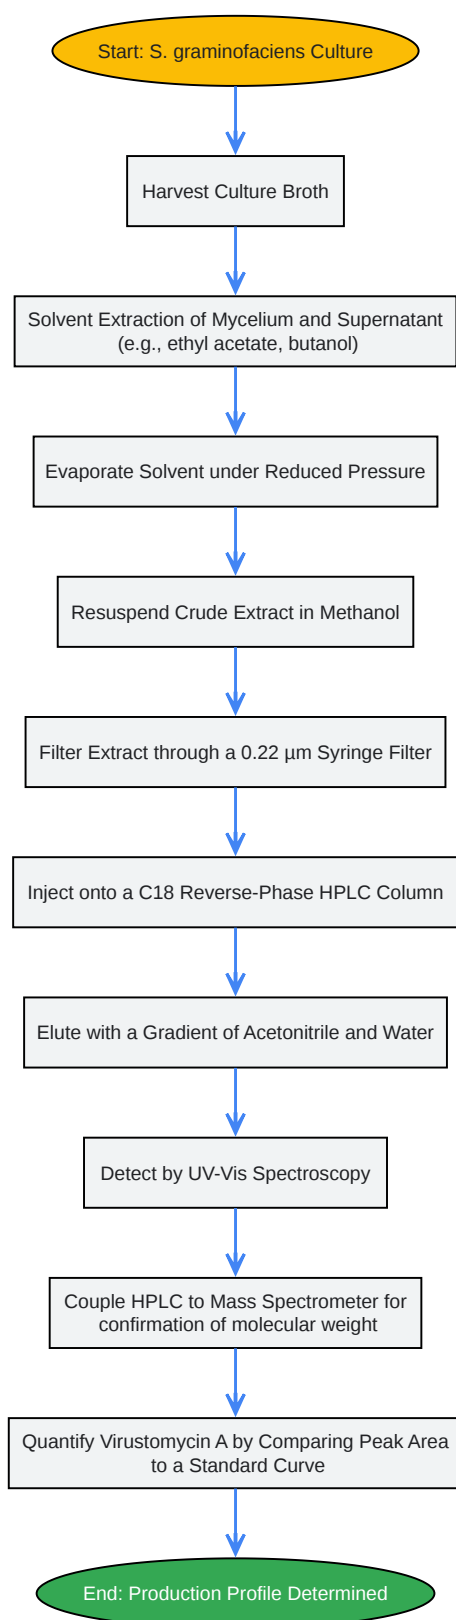 Start: S. graminofaciens Culture
Harvest Culture Broth
Solvent Extraction of Mycelium and Supernatant
(e.g., ethyl acetate, butanol)
Evaporate Solvent under Reduced Pressure
Resuspend Crude Extract in Methanol
Filter Extract through a 0.22 µm Syringe Filter
Inject onto a C18 Reverse-Phase HPLC Column
Elute with a Gradient of Acetonitrile and Water
Detect by UV-Vis Spectroscopy
Couple HPLC to Mass Spectrometer for
confirmation of molecular weight
Quantify Virustomycin A by Comparing Peak Area
to a Standard Curve
End: Production Profile Determined